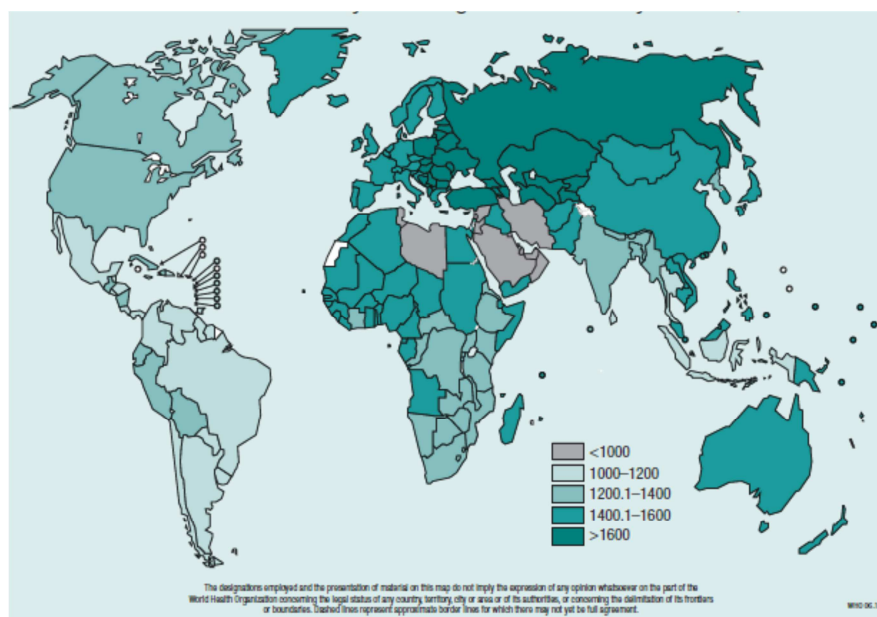 <1000
1000–1200
1200.1–1400
1400.1–1600
>1600
The designations employed and the presentation of material on this map do not imply the expression of any opinion whatsoever on the part of the
World Health Organization concerning the legal status of any country, territory, city or area or of its authorities, or concerning the delimitation of its frontiers
or boundaries. Dashed lines represent approximate border lines for which there may not yet be full agreement.
WHO 06.